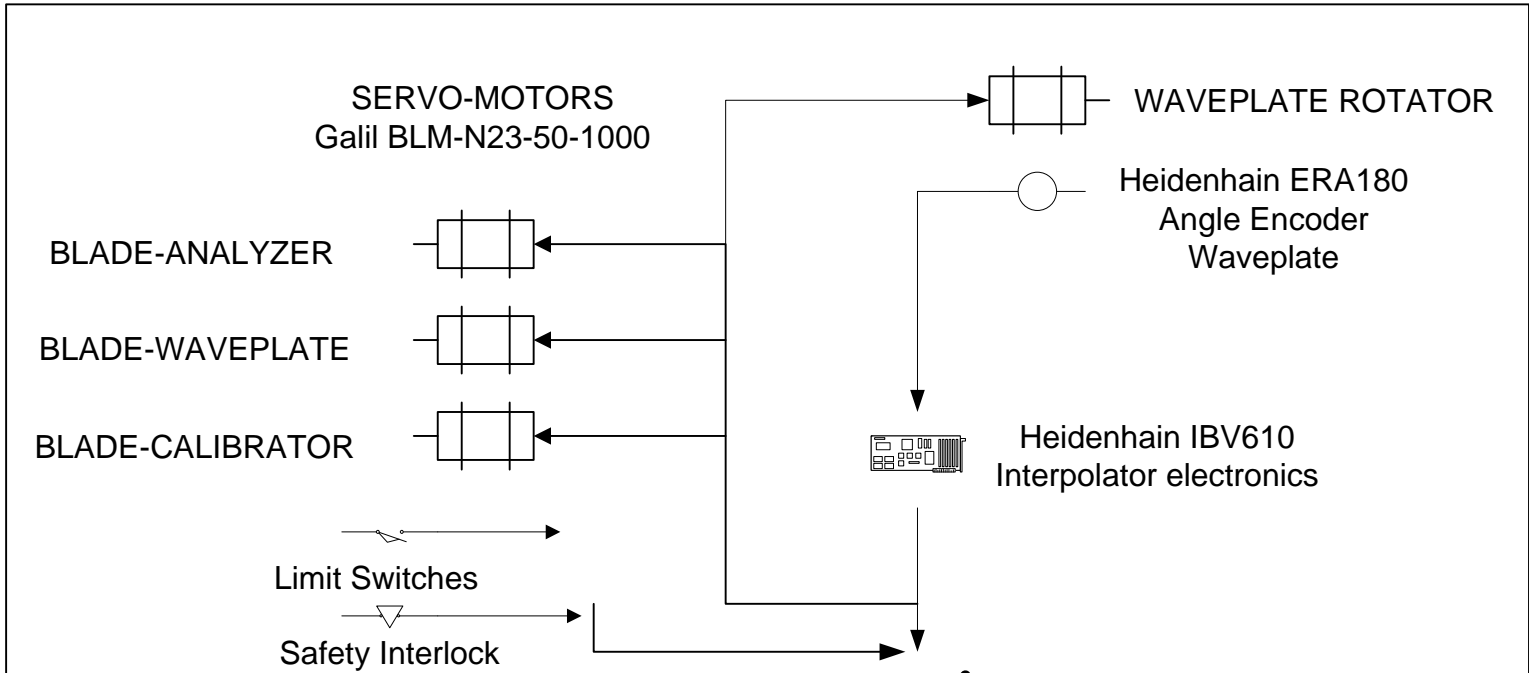 SERVO-MOTORS
Galil BLM-N23-50-1000
WAVEPLATE ROTATOR
Heidenhain ERA180
Angle Encoder
Waveplate
BLADE-ANALYZER
BLADE-WAVEPLATE
BLADE-CALIBRATOR
Heidenhain IBV610
Interpolator electronics
Limit Switches
Safety Interlock